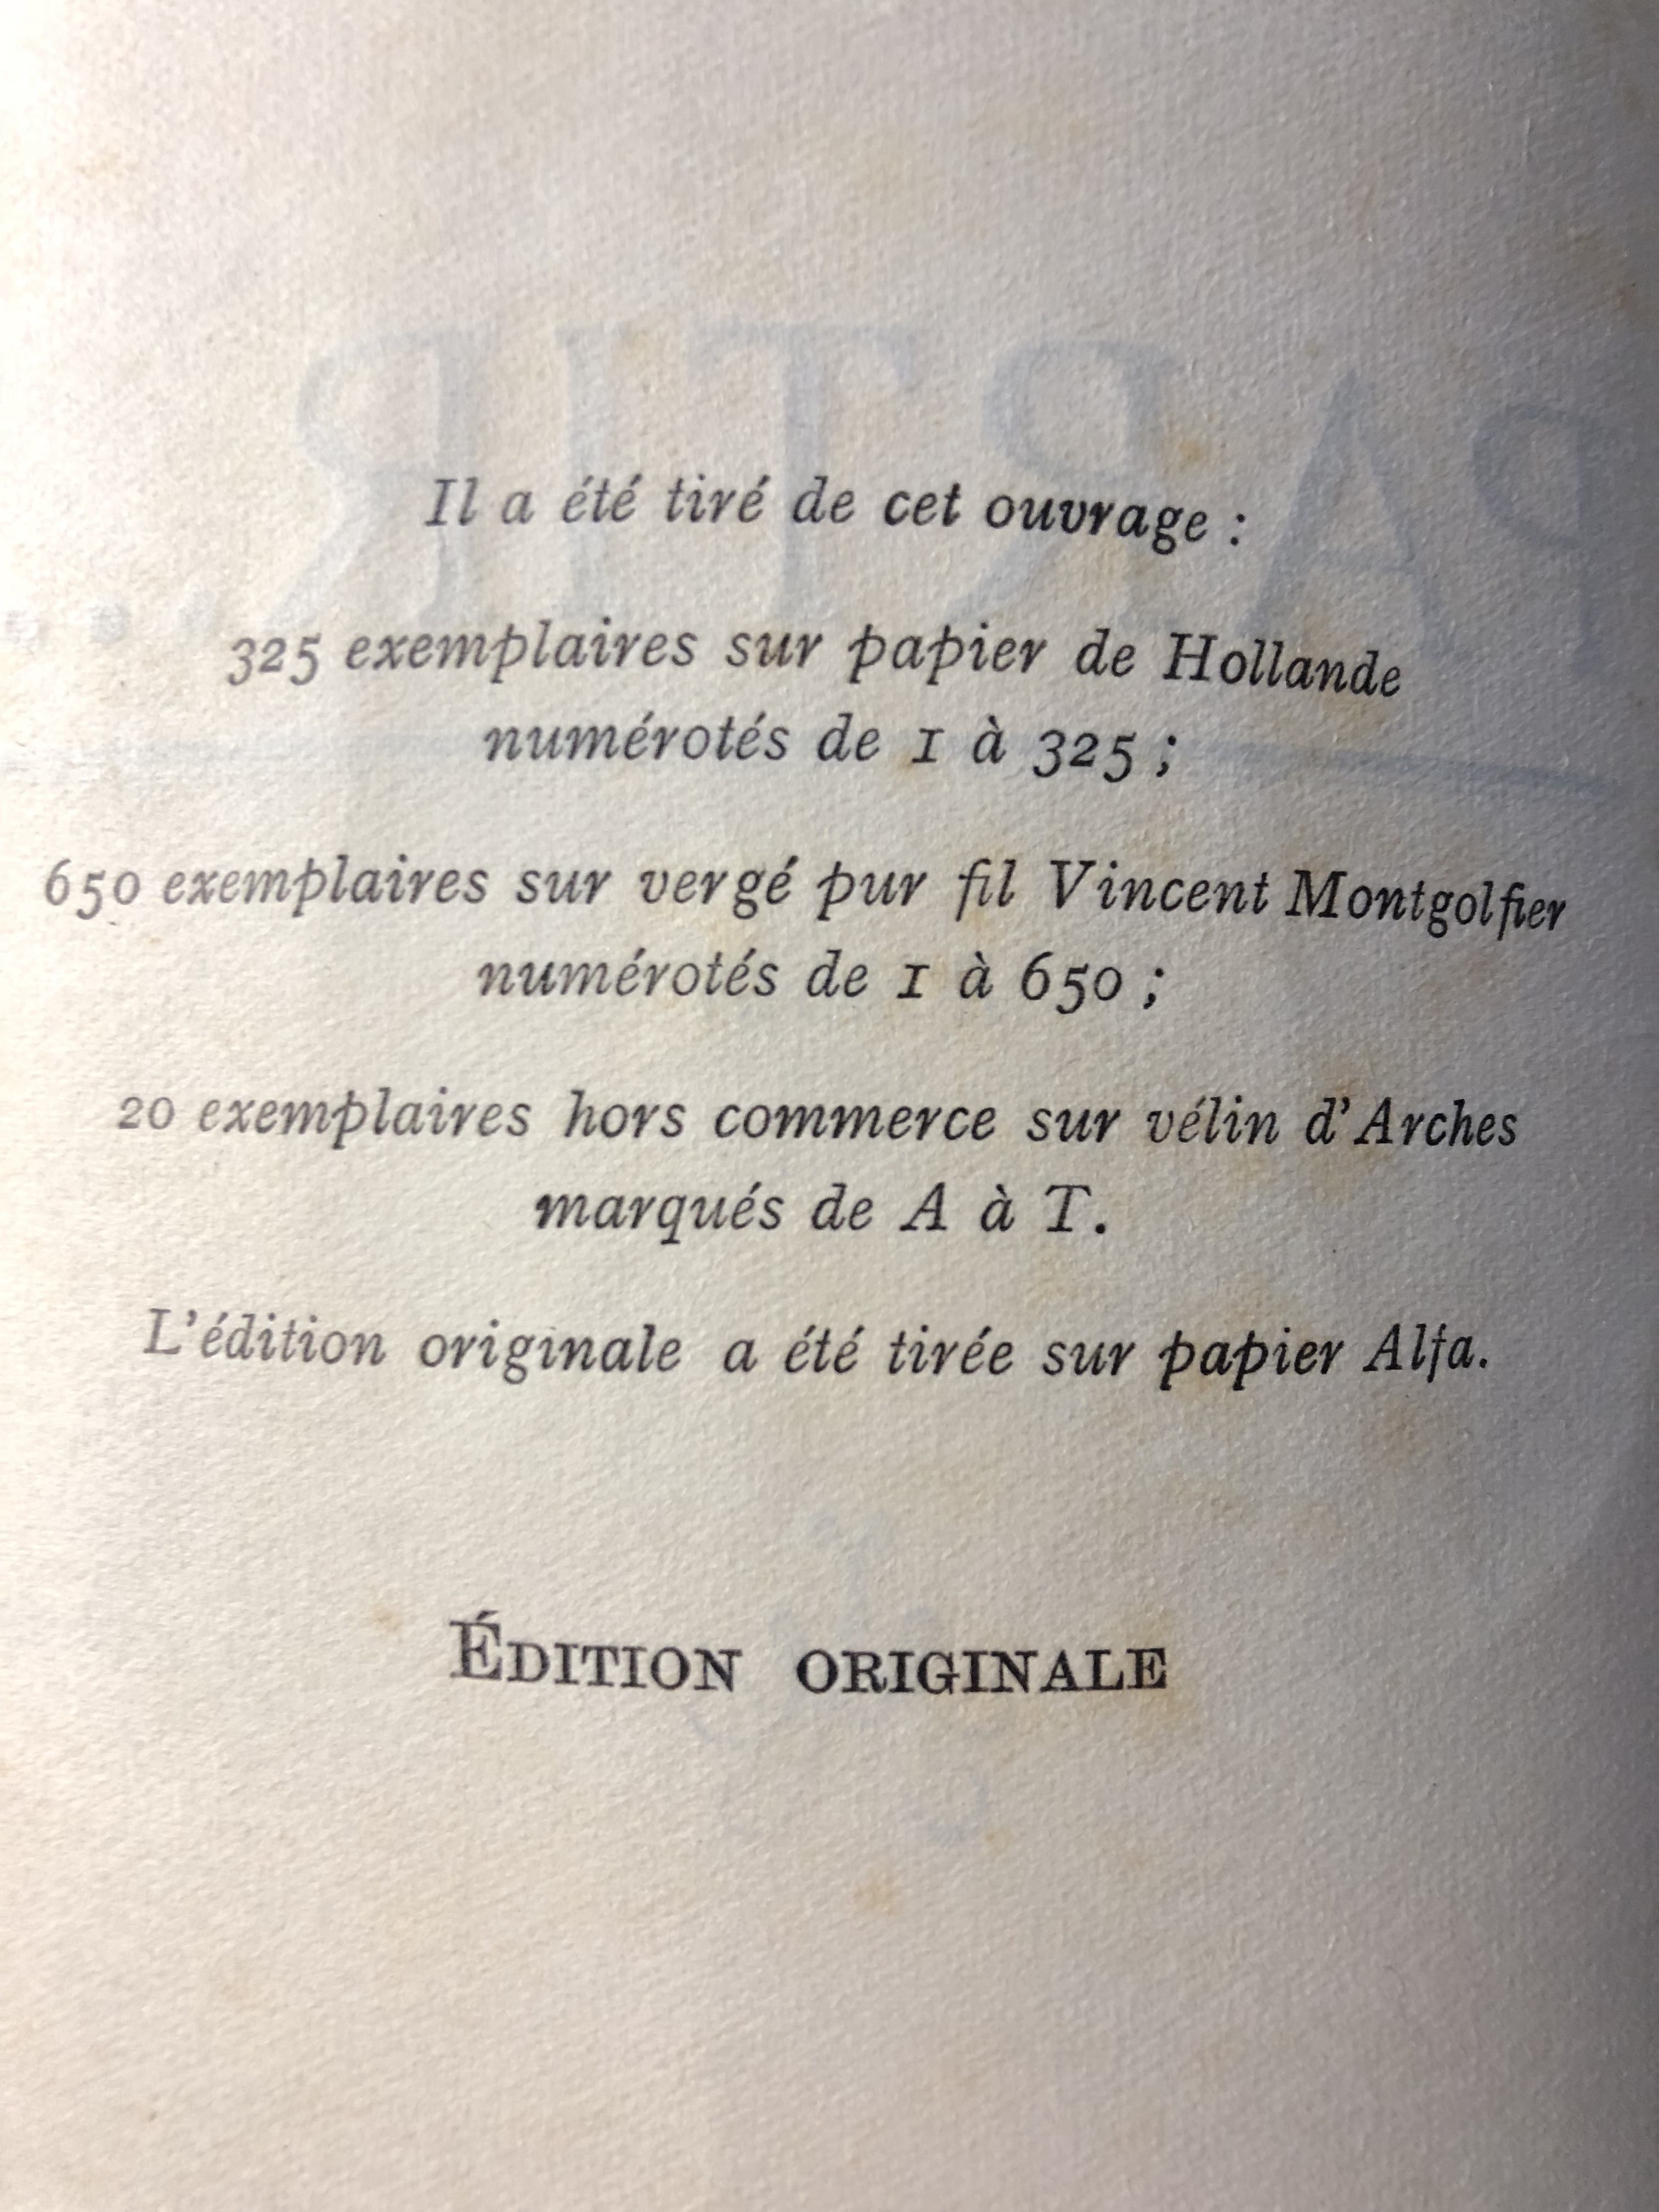 PARTIR...
Il a été tiré de cet ouvrage :
325 exemplaires sur papier de Hollande
numérotés de 1 à 325 ;
650 exemplaires sur vergé pur fil Vincent Montgolfier
numérotés de 1 à 650 ;
20 exemplaires hors commerce sur vélin d'Arches
marqués de A à T.
L'édition originale a été tirée sur papier Alfa.
ÉDITION ORIGINALE